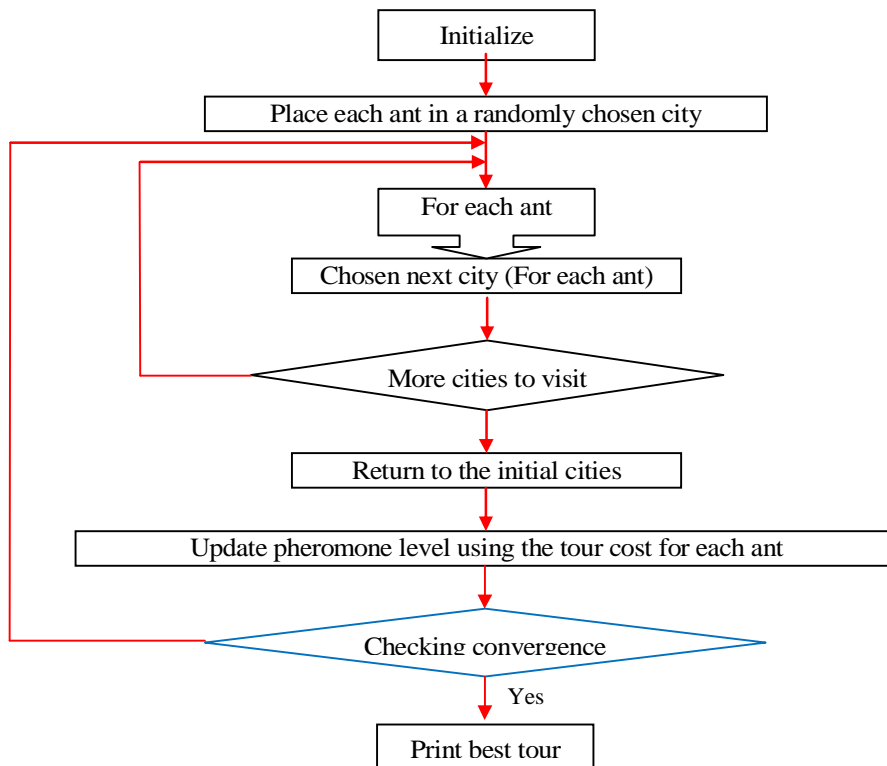 Initialize
Place each ant in a randomly chosen city
For each ant
Chosen next city (For each ant)
More cities to visit
Return to the initial cities
Update pheromone level using the tour cost for each ant
Checking convergence
Yes
Print best tour